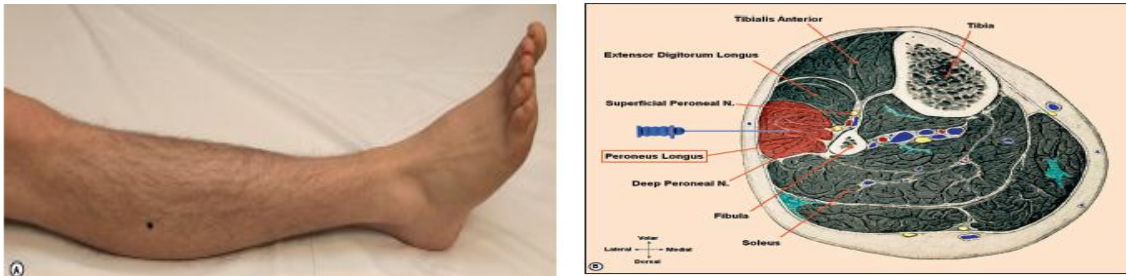 A
Tibialis Anterior
Tibia
Extensor Digitorum Longus
Superficial Peroneal N.
Peroneus Longus
Deep Peroneal N.
Fibula
Soleus
Volar
Lateral
Medial
Dorsal
B